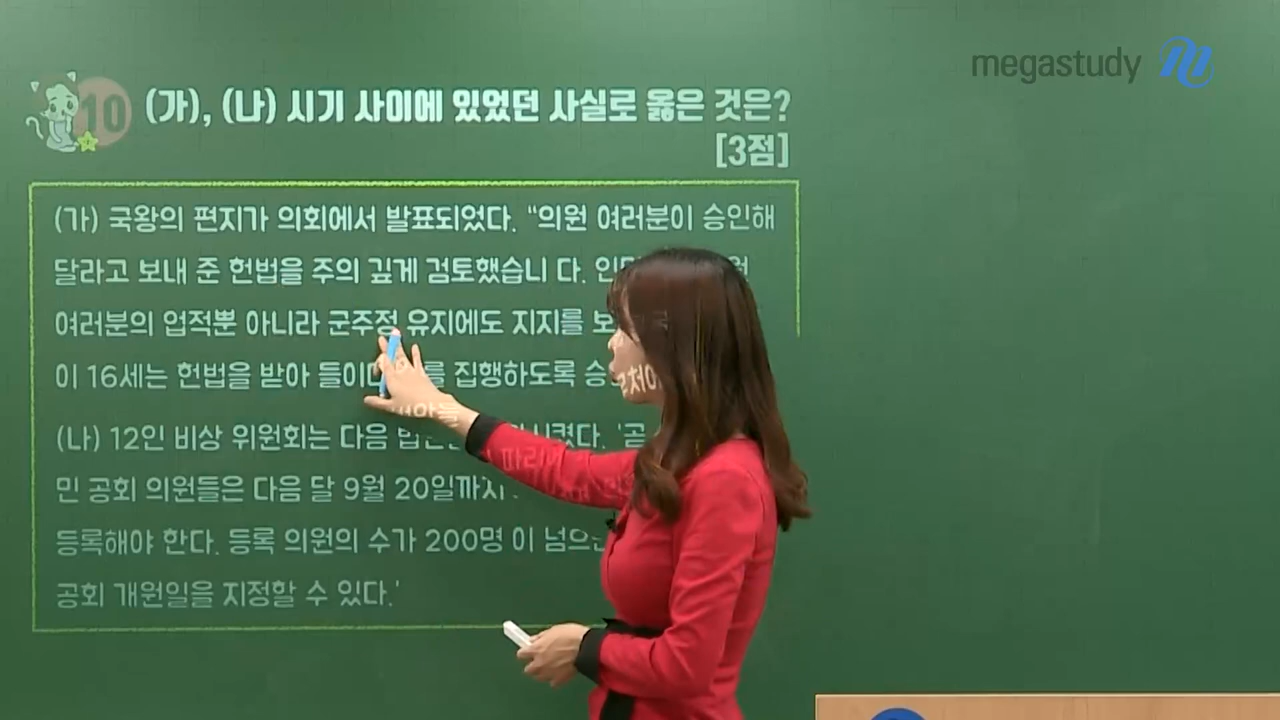 megastudy
10 (가), (나) 시기 사이에 있었던 사실로 옳은 것은?
[3점]
(가) 국왕의 편지가 의회에서 발표되었다. “의원 여러분이 승인해
달라고 보내 준 헌법을 주의 깊게 검토했습니 다.
여러분의 업적뿐 아니라 군주정 유지에도 지지를
이 16세는 헌법을 받아 들이 집행하도록
(나) 12인 비상 위원회는 다음
민 공회 의원들은 다음 달 9월 20일까지
등록해야 한다. 등록 의원의 수가 200명 이
공회 개원일을 지정할 수 있다.'